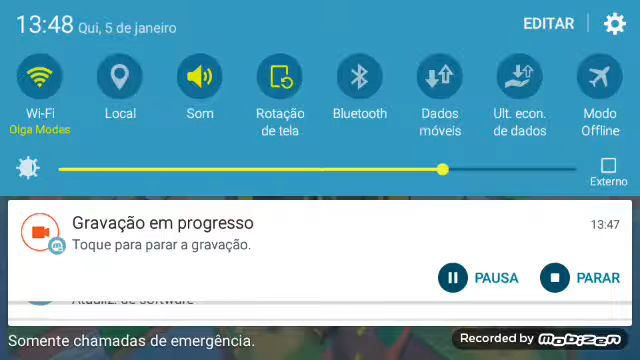 13:48 Qui, 5 de janeiro
EDITAR
Wi-Fi
Olga Modas
Local
Som
Rotação
de tela
Bluetooth
Dados
móveis
Ult. econ.
de dados
Modo
Offline
Externo
Gravação em progresso
13:47
Toque para parar a gravação.
PAUSA
PARAR
Atualiz. de software
Somente chamadas de emergência.
Recorded by Mobizen